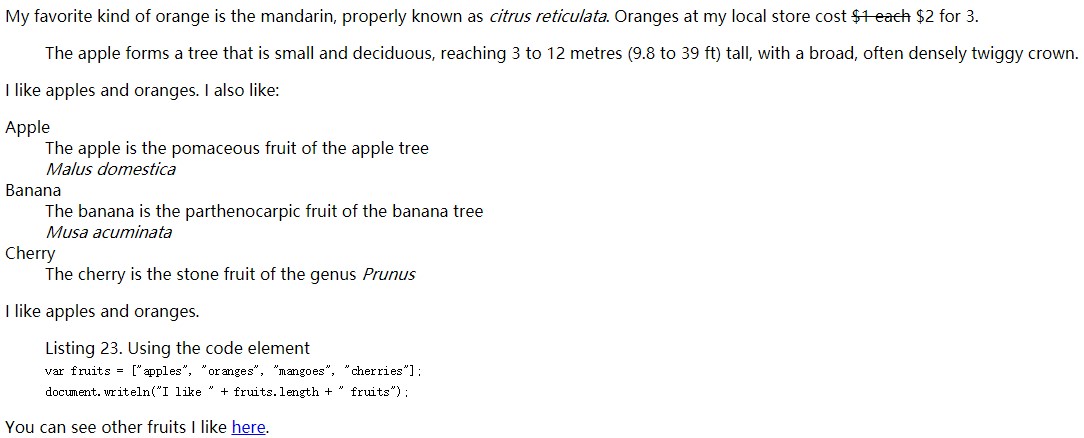 My favorite kind of orange is the mandarin, properly known as citrus reticulata. Oranges at my local store cost $1 each $2 for 3.
The apple forms a tree that is small and deciduous, reaching 3 to 12 metres (9.8 to 39 ft) tall, with a broad, often densely twiggy crown.
I like apples and oranges. I also like:
Apple
The apple is the pomaceous fruit of the apple tree
Malus domestica
Banana
The banana is the parthenocarpic fruit of the banana tree
Musa acuminata
Cherry
The cherry is the stone fruit of the genus Prunus
I like apples and oranges.
Listing 23. Using the code element
var fruits = ["apples", "oranges", "mangoes", "cherries"];
document.writeln("I like " + fruits.length + " fruits");
You can see other fruits I like here.